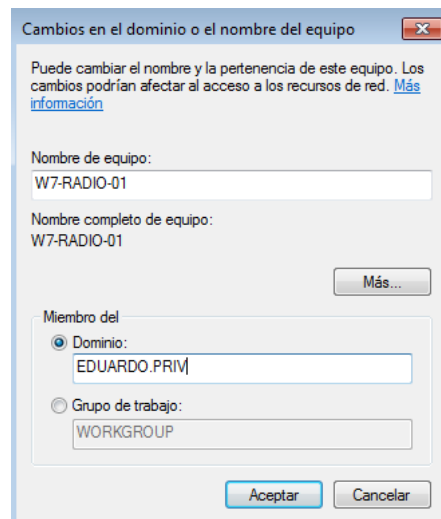 Cambios en el dominio o el nombre del equipo
Puede cambiar el nombre y la pertenencia de este equipo. Los
cambios podrían afectar al acceso a los recursos de red. Más
información
Nombre de equipo:
W7-RADIO-01
Nombre completo de equipo:
W7-RADIO-01
Más...
Miembro del
Dominio:
EDUARDO.PRIV
Grupo de trabajo:
WORKGROUP
Aceptar
Cancelar